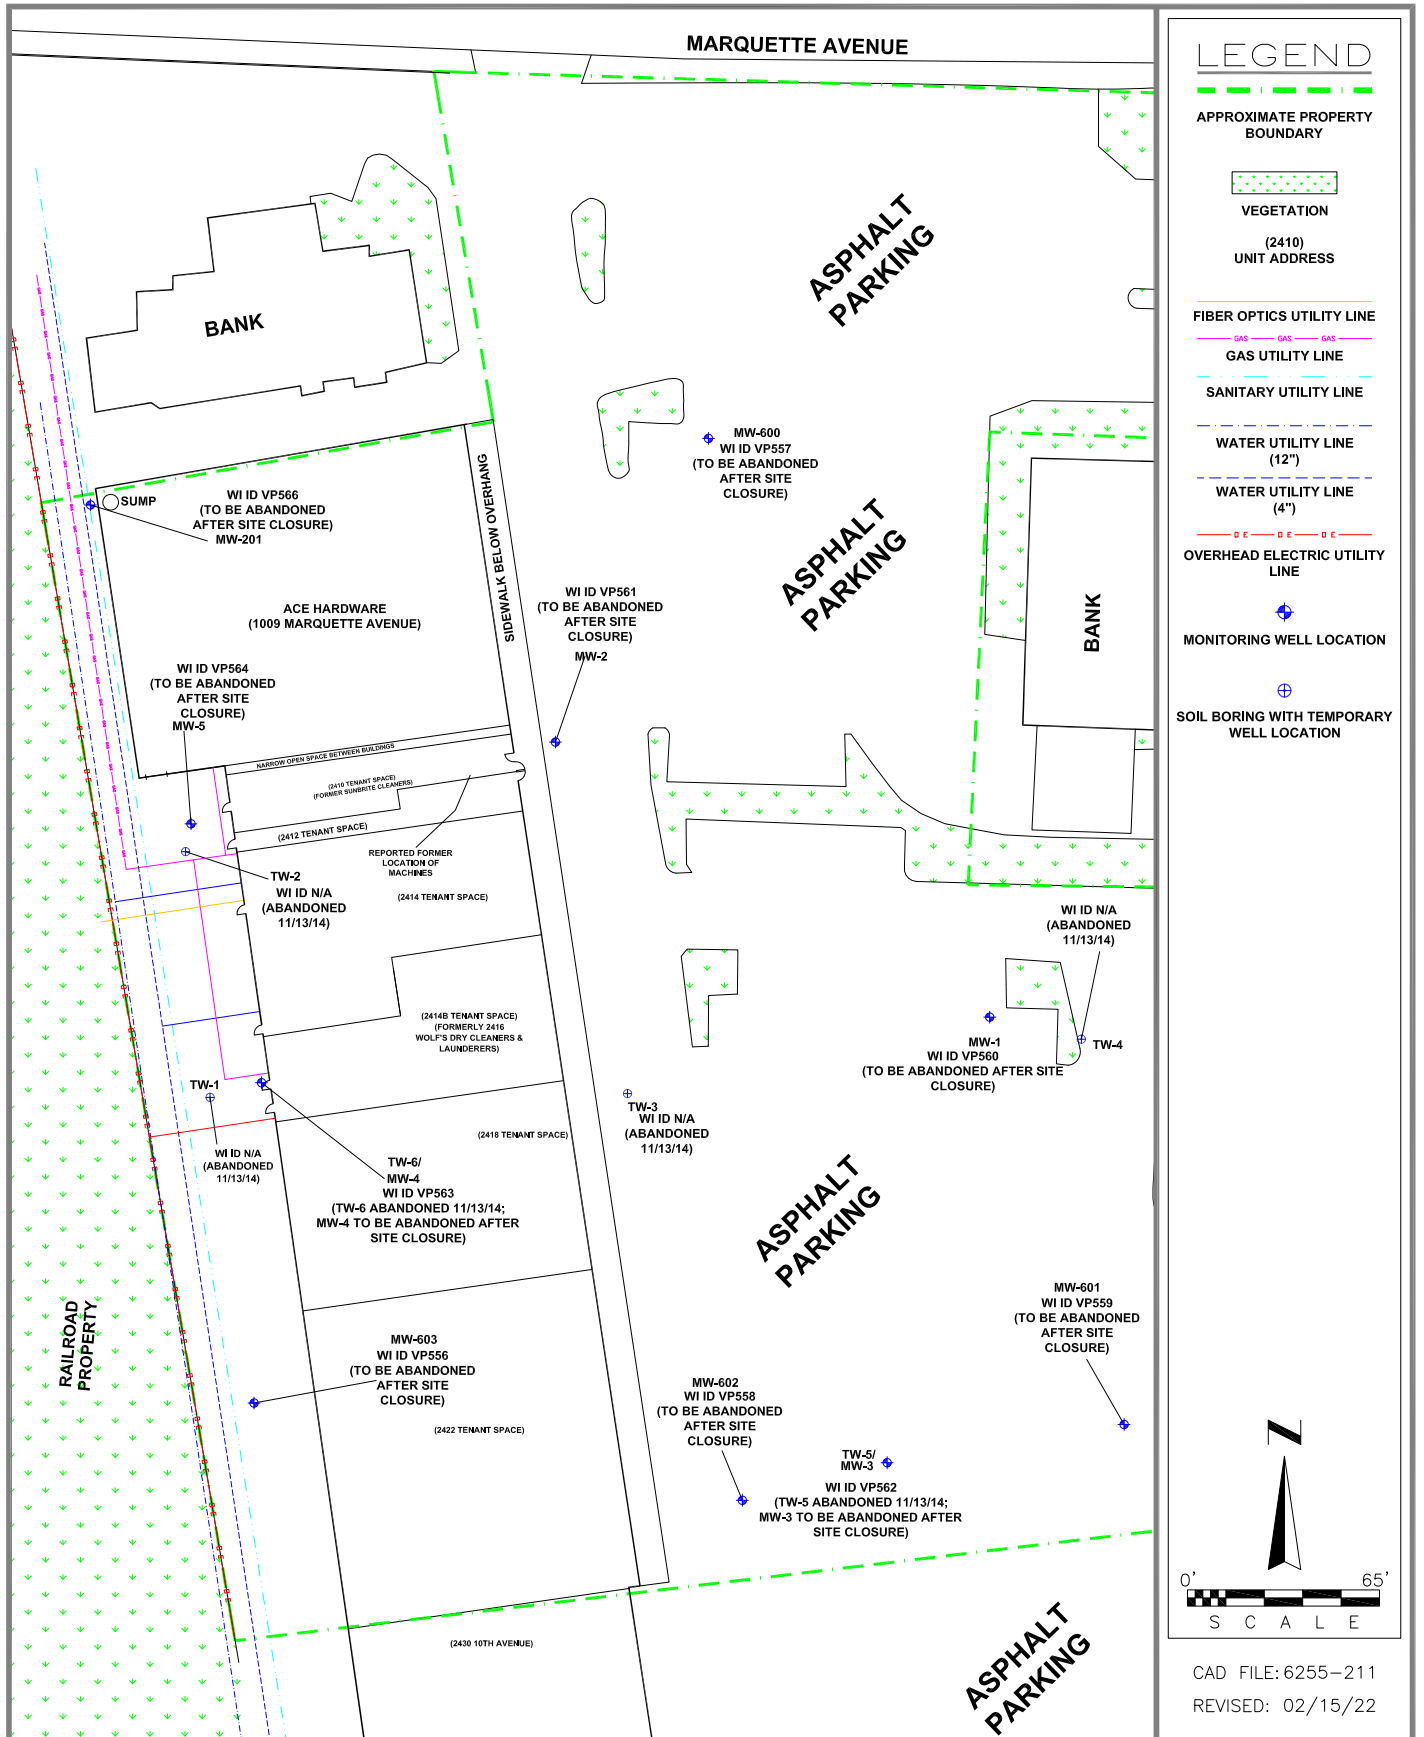 MARQUETTE AVENUE
ASPHALT
PARKING
BANK
MW-600
WI ID VP557
(TO BE ABANDONED
AFTER SITE
CLOSURE)
SUMP
WI ID VP566
(TO BE ABANDONED
AFTER SITE CLOSURE)
MW-201
SIDEWALK BELOW OVERHANG
ASPHALT
PARKING
ACE HARDWARE
(1009 MARQUETTE AVENUE)
WI ID VP561
(TO BE ABANDONED
AFTER SITE
CLOSURE)
MW-2
BANK
WI ID VP564
(TO BE ABANDONED
AFTER SITE
CLOSURE)
MW-5
NARROW OPEN SPACE BETWEEN BUILDINGS
(2410 TENANT SPACE)
(FORMER SUNBRITE CLEANERS)
(2412 TENANT SPACE)
REPORTED FORMER
LOCATION OF
MACHINES
TW-2
WI ID N/A
(ABANDONED
11/13/14)
(2414 TENANT SPACE)
WI ID N/A
(ABANDONED
11/13/14)
TW-4
(2414B TENANT SPACE)
(FORMERLY 2416
WOLF'S DRY CLEANERS &
LAUNDERERS)
MW-1
WI ID VP560
(TO BE ABANDONED AFTER SITE
CLOSURE)
TW-1
WI ID N/A
(ABANDONED
11/13/14)
TW-3
WI ID N/A
(ABANDONED
11/13/14)
(2418 TENANT SPACE)
TW-6/
MW-4
WI ID VP563
(TW-6 ABANDONED 11/13/14;
MW-4 TO BE ABANDONED AFTER
SITE CLOSURE)
ASPHALT
PARKING
RAILROAD
PROPERTY
MW-603
WI ID VP556
(TO BE ABANDONED
AFTER SITE
CLOSURE)
MW-601
WI ID VP559
(TO BE ABANDONED
AFTER SITE
CLOSURE)
MW-602
WI ID VP558
(TO BE ABANDONED
AFTER SITE
CLOSURE)
(2422 TENANT SPACE)
TW-5/
MW-3
WI ID VP562
(TW-5 ABANDONED 11/13/14;
MW-3 TO BE ABANDONED AFTER
SITE CLOSURE)
(2430 10TH AVENUE)
ASPHALT
PARKING
LEGEND
APPROXIMATE PROPERTY
BOUNDARY
VEGETATION
(2410)
UNIT ADDRESS
FIBER OPTICS UTILITY LINE
GAS GAS GAS
GAS UTILITY LINE
SANITARY UTILITY LINE
WATER UTILITY LINE
(12")
WATER UTILITY LINE
(4")
OVERHEAD ELECTRIC UTILITY
LINE
MONITORING WELL LOCATION
SOIL BORING WITH TEMPORARY
WELL LOCATION
N
0' 65'
SCALE
CAD FILE: 6255-211
REVISED: 02/15/22